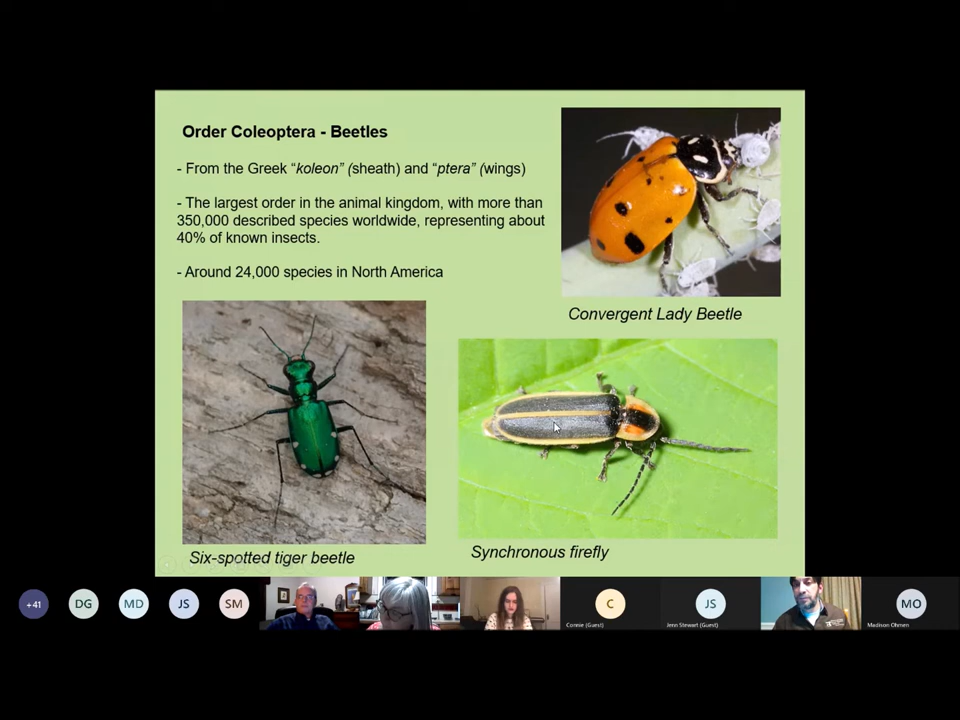 Order Coleoptera - Beetles
- From the Greek “koleon” (sheath) and “ptera” (wings)
- The largest order in the animal kingdom, with more than
350,000 described species worldwide, representing about
40% of known insects.
- Around 24,000 species in North America
Convergent Lady Beetle
Six-spotted tiger beetle
Synchronous firefly
+41
DG
MD
JS
SM
C
Connie (Guest)
JS
Jenn Stewart (Guest)
MO
Madison Ohmen